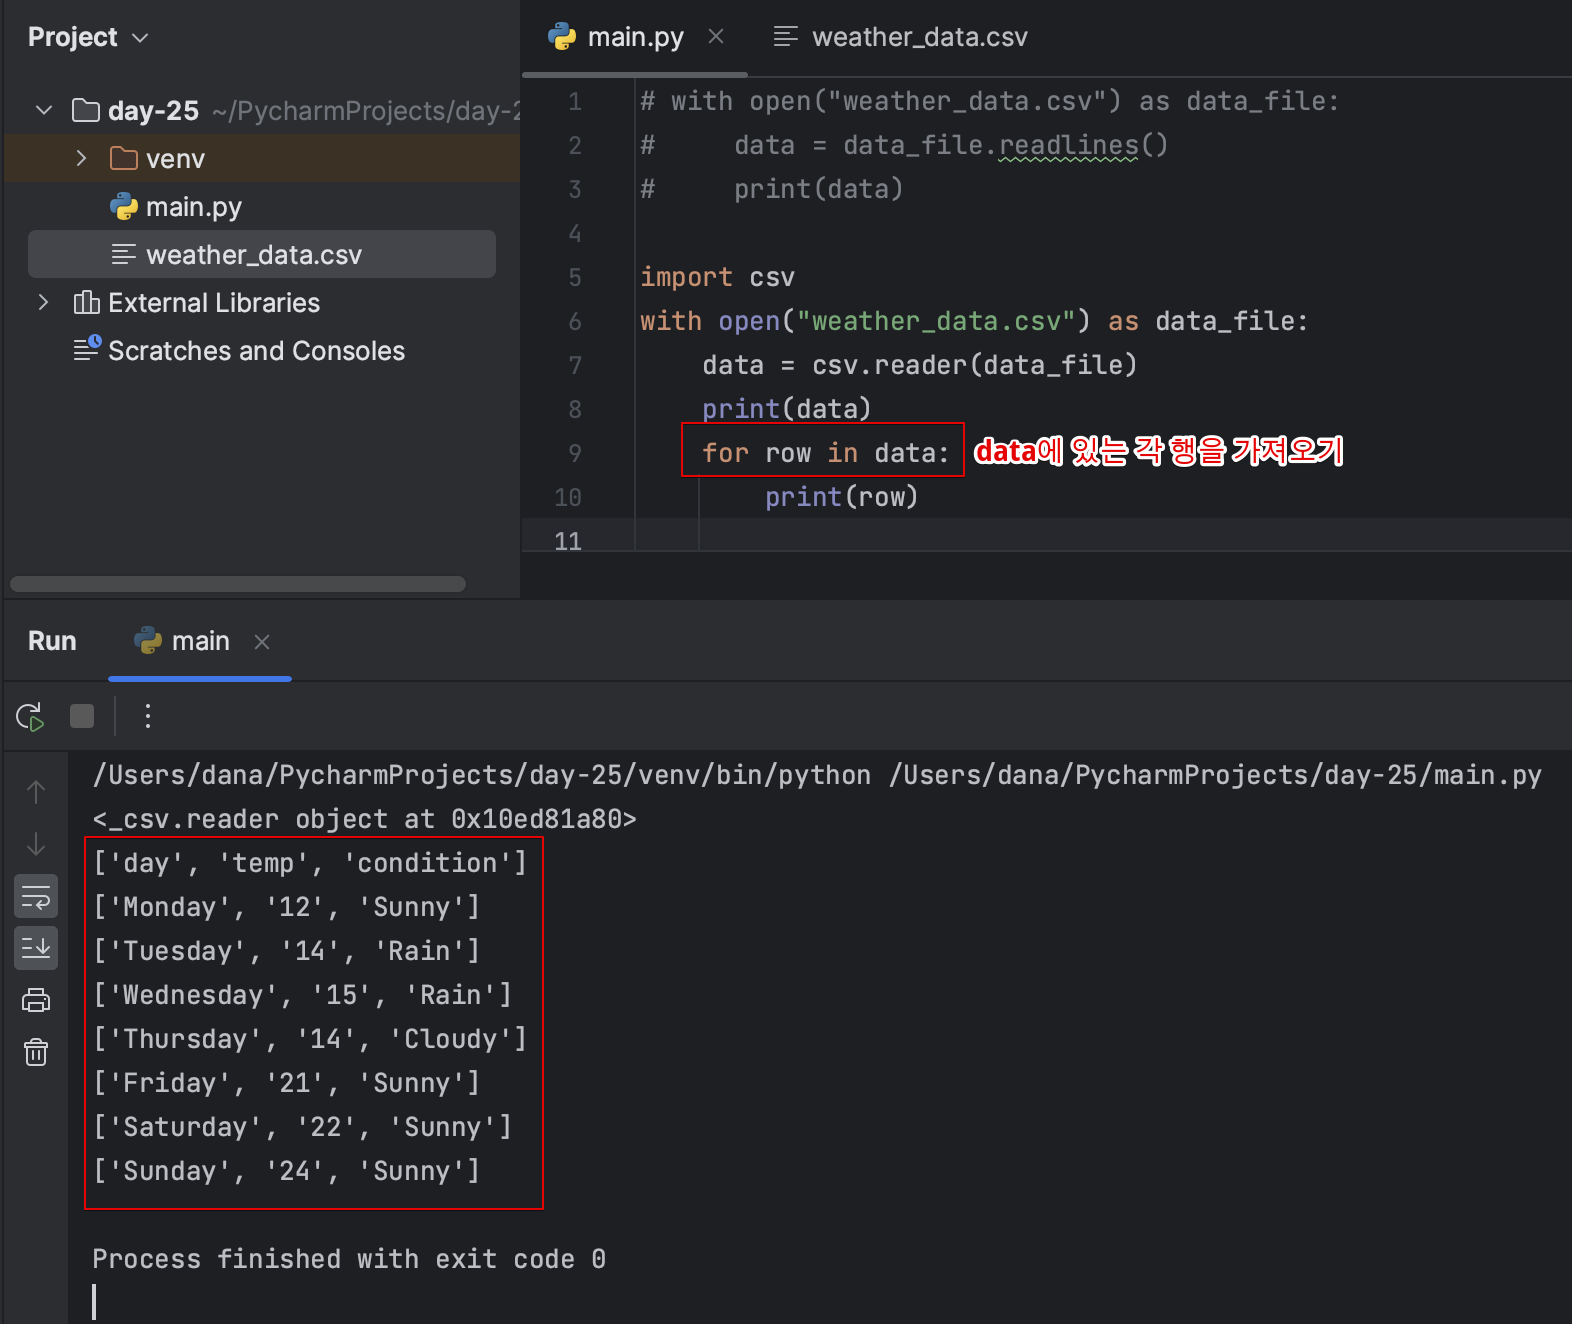 Project
day-25 ~/PycharmProjects/day-2
venv
main.py
weather_data.csv
External Libraries
Scratches and Consoles
main.py
weather_data.csv
1 # with open("weather_data.csv") as data_file:
2 #     data = data_file.readlines()
3 #     print(data)
4
5 import csv
6 with open("weather_data.csv") as data_file:
7     data = csv.reader(data_file)
8     print(data)
9     for row in data: data에 있는 각 행을 가져오기
10         print(row)
11
Run
main
/Users/dana/PycharmProjects/day-25/venv/bin/python /Users/dana/PycharmProjects/day-25/main.py
<_csv.reader object at 0x10ed81a80>
['day', 'temp', 'condition']
['Monday', '12', 'Sunny']
['Tuesday', '14', 'Rain']
['Wednesday', '15', 'Rain']
['Thursday', '14', 'Cloudy']
['Friday', '21', 'Sunny']
['Saturday', '22', 'Sunny']
['Sunday', '24', 'Sunny']
Process finished with exit code 0